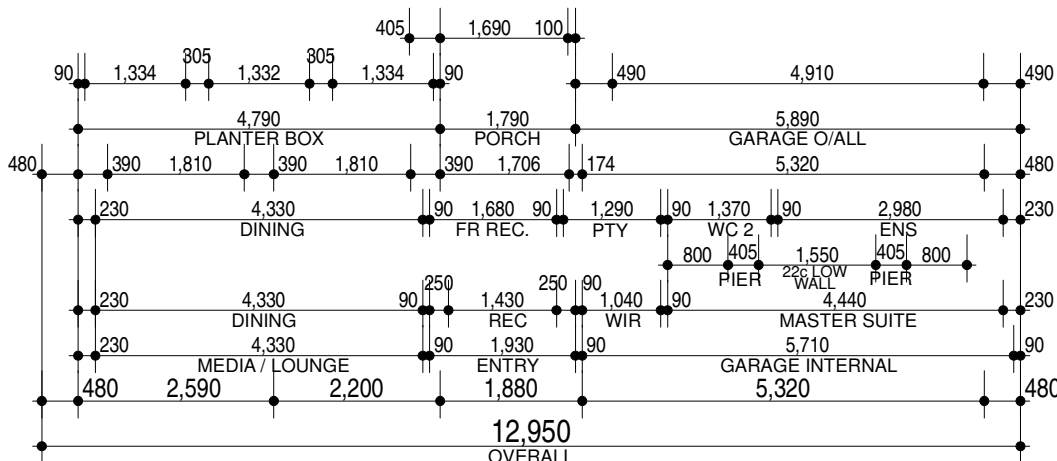 405 1,690 100
90 1,334 305 1,332 305 1,334 90 490 4,910 490
4,790 1,790 5,890
PLANTER BOX PORCH GARAGE O/ALL
480 390 1,810 390 1,810 390 1,706 174 5,320 480
230 4,330 90 1,680 90 1,290 90 1,370 90 2,980 230
DINING FR REC. PTY WC 2 ENS
800 405 1,550 405 800
PIER 22c LOW WALL PIER
230 4,330 90 250 1,430 250 90 1,040 90 4,440 230
DINING REC WIR MASTER SUITE
230 4,330 90 1,930 90 5,710 90
MEDIA / LOUNGE ENTRY GARAGE INTERNAL
480 2,590 2,200 1,880 5,320 480
12,950
OVERALL